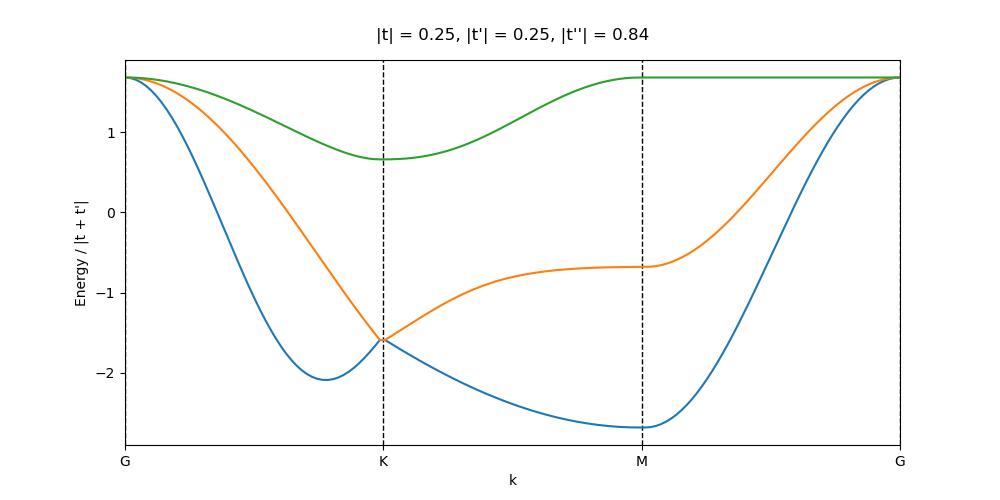 |t| = 0.25, |t'| = 0.25, |t''| = 0.84
Energy / |t + t'|
1
0
−1
−2
G K M G
k